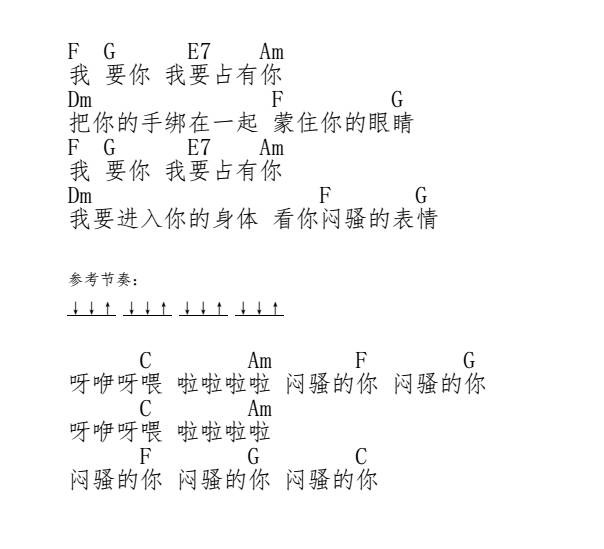 F G E7 Am
我 要你 我要占有你
Dm F G
把你的手绑在一起 蒙住你的眼睛
F G E7 Am
我 要你 我要占有你
Dm F G
我要进入你的身体 看你闷骚的表情
参考节奏：
↓ ↓ ↑ ↓ ↓ ↑ ↓ ↓ ↑ ↓ ↓ ↑
C Am F G
呀咿呀喂 啦啦啦啦 闷骚的你 闷骚的你
C Am
呀咿呀喂 啦啦啦啦
F G C
闷骚的你 闷骚的你 闷骚的你